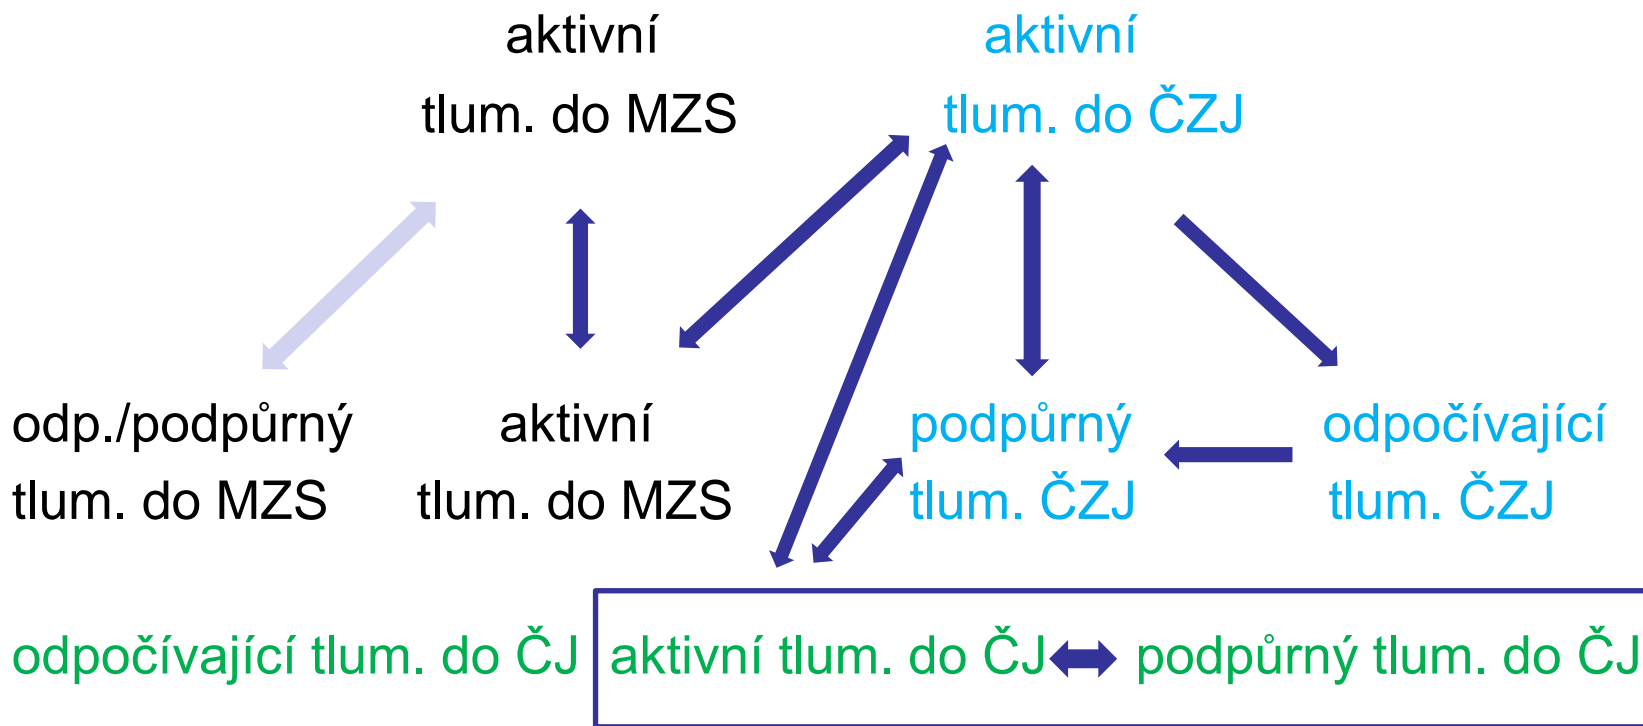 aktivní
tlum. do MZS
aktivní
tlum. do ČZJ
odp./podpůrný
tlum. do MZS
aktivní
tlum. do MZS
podpůrný
tlum. ČZJ
odpočívající
tlum. ČZJ
odpočívající tlum. do ČJ
aktivní tlum. do ČJ
podpůrný tlum. do ČJ